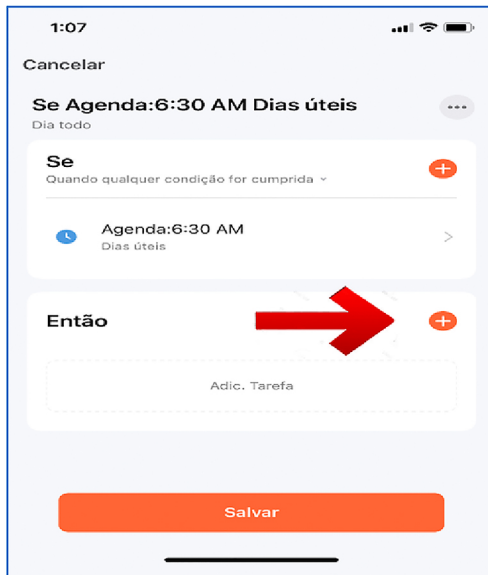 1:07
Cancelar
Se Agenda:6:30 AM Dias úteis
Dia todo
Se
Quando qualquer condição for cumprida
Agenda:6:30 AM
Dias úteis
Então
Adic. Tarefa
Salvar